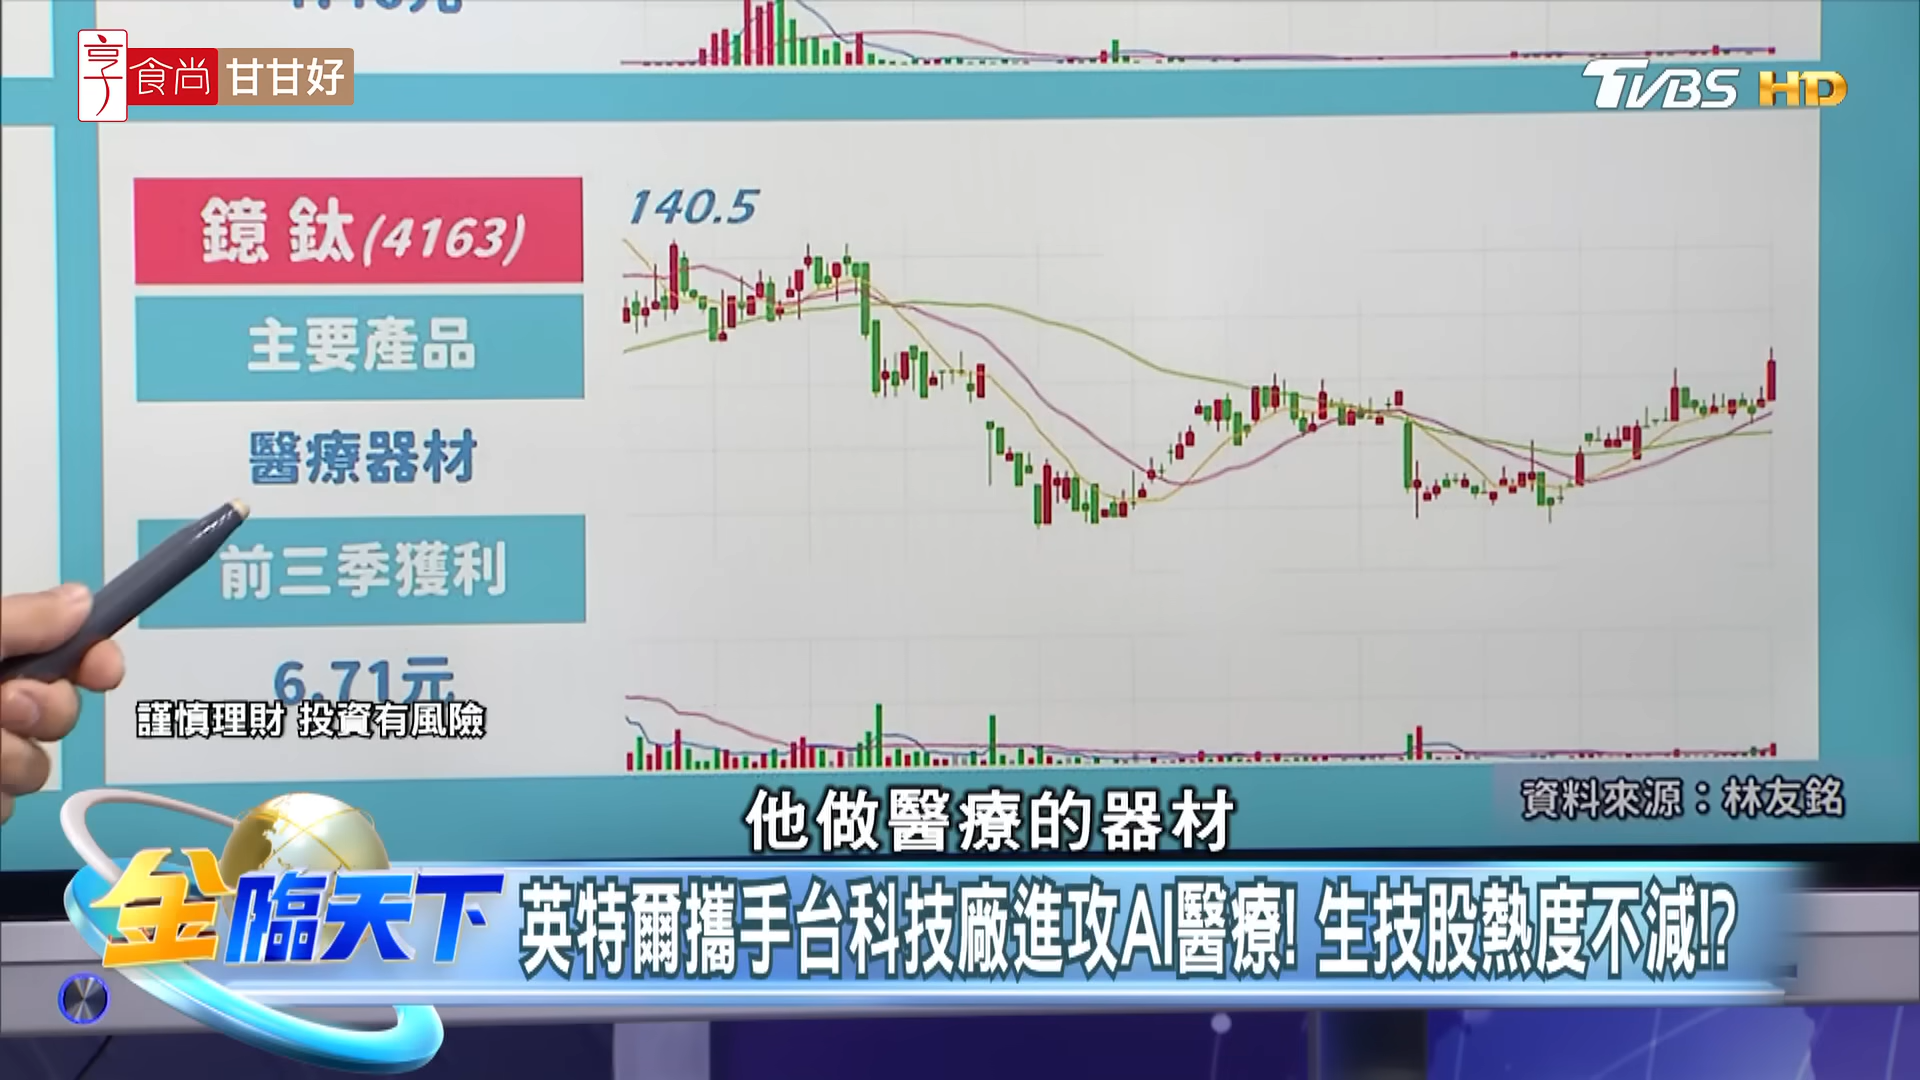 享
食尚
甘甘好
TVBS HD
鏡鈦(4163)
140.5
主要產品
醫療器材
前三季獲利
6.71元
謹慎理財 投資有風險
資料來源：林友銘
他做醫療的器材
金臨天下
英特爾攜手台科技廠進攻AI醫療! 生技股熱度不減!?